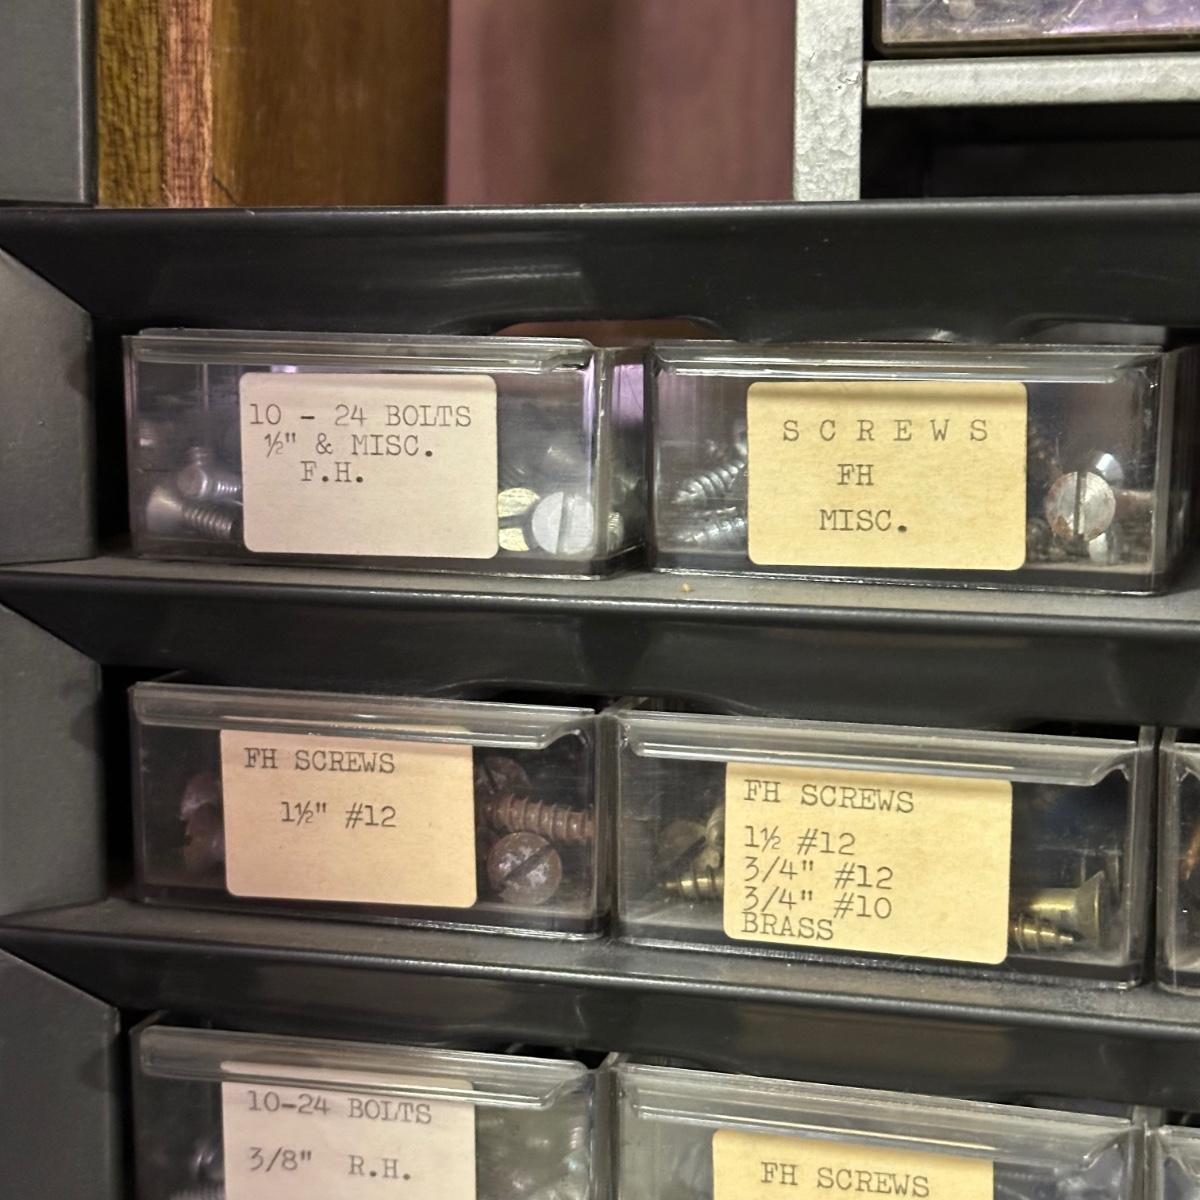 10 - 24 BOLTS
½" & MISC.
F.H.
S C R E W S
FH
MISC.
FH SCREWS
1½" #12
FH SCREWS
1½ #12
3/4" #12
3/4" #10
BRASS
10-24 BOLTS
3/8" R.H.
FH SCREWS